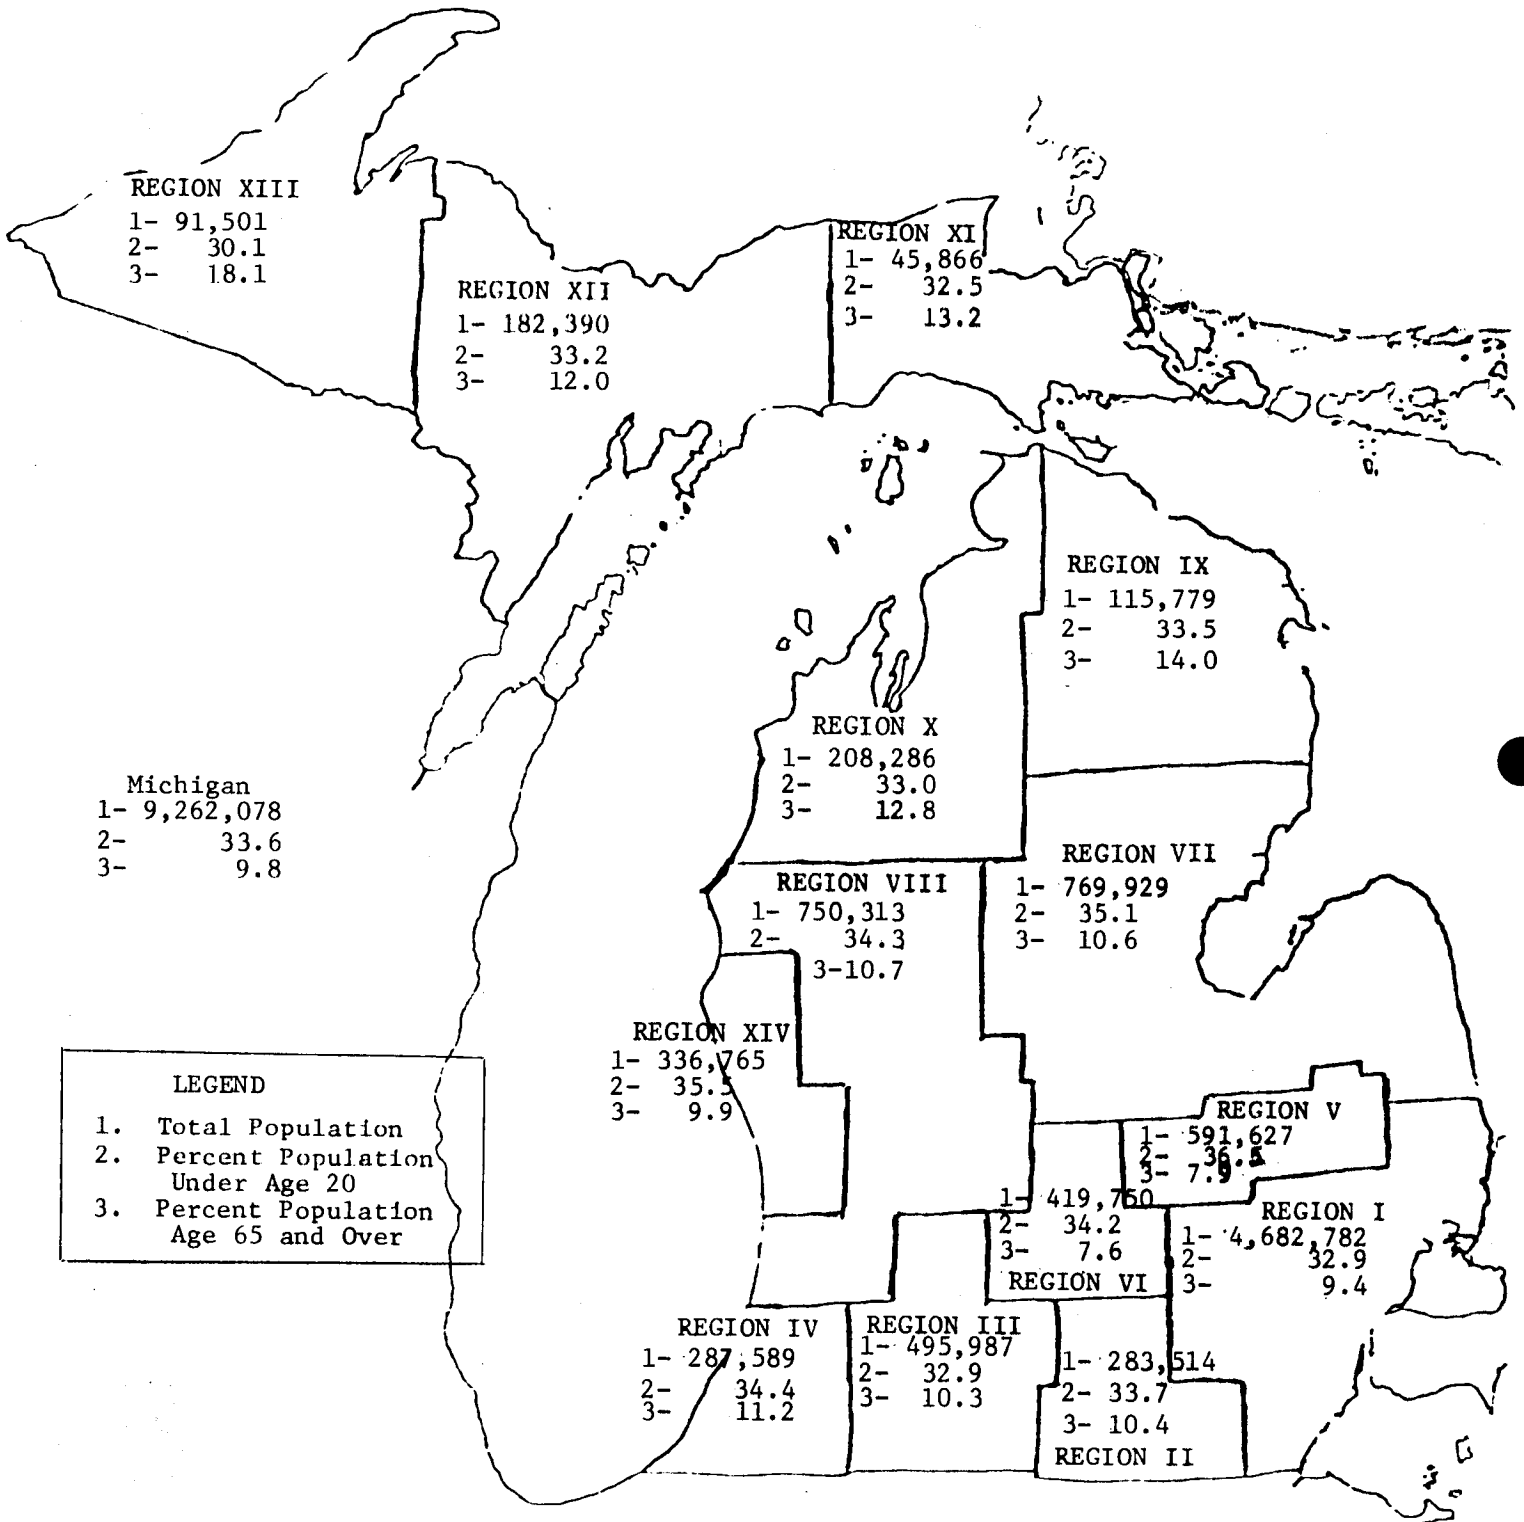 REGION XIII
1- 91,501
2- 30.1
3- 18.1
REGION XII
1- 182,390
2- 33.2
3- 12.0
REGION XI
1- 45,866
2- 32.5
3- 13.2
REGION IX
1- 115,779
2- 33.5
3- 14.0
REGION X
1- 208,286
2- 33.0
3- 12.8
Michigan
1- 9,262,078
2- 33.6
3- 9.8
REGION VII
1- 769,929
2- 35.1
3- 10.6
REGION VIII
1- 750,313
2- 34.3
3-10.7
REGION XIV
1- 336,765
2- 35.5
3- 9.9
LEGEND
1. Total Population
2. Percent Population
Under Age 20
3. Percent Population
Age 65 and Over
REGION V
1- 591,627
2- 36.5
3- 7.9
1- 419,750
2- 34.2
3- 7.6
REGION VI
REGION I
1- 4,682,782
2- 32.9
3- 9.4
REGION IV
1- 287,589
2- 34.4
3- 11.2
REGION III
1- 495,987
2- 32.9
3- 10.3
1- 283,514
2- 33.7
3- 10.4
REGION II